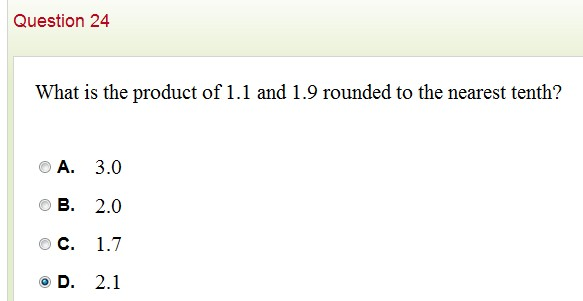 Question 24
What is the product of 1.1 and 1.9 rounded to the nearest tenth?
A. 3.0
B. 2.0
C. 1.7
D. 2.1